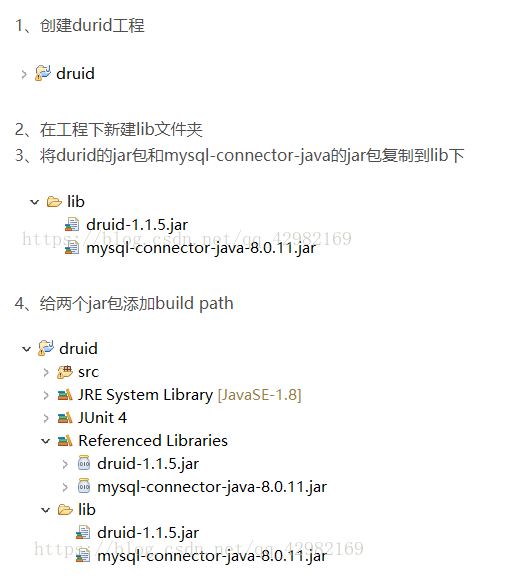 1、创建durid工程
druid
2、在工程下新建lib文件夹
3、将durid的jar包和mysql-connector-java的jar包复制到lib下
lib
druid-1.1.5.jar
https://blog.csdn.net/qq_42982169
mysql-connector-java-8.0.11.jar
4、给两个jar包添加build path
druid
src
JRE System Library [JavaSE-1.8]
JUnit 4
Referenced Libraries
druid-1.1.5.jar
mysql-connector-java-8.0.11.jar
lib
druid-1.1.5.jar
https://blog.csdn.net/qq_42982169
mysql-connector-java-8.0.11.jar